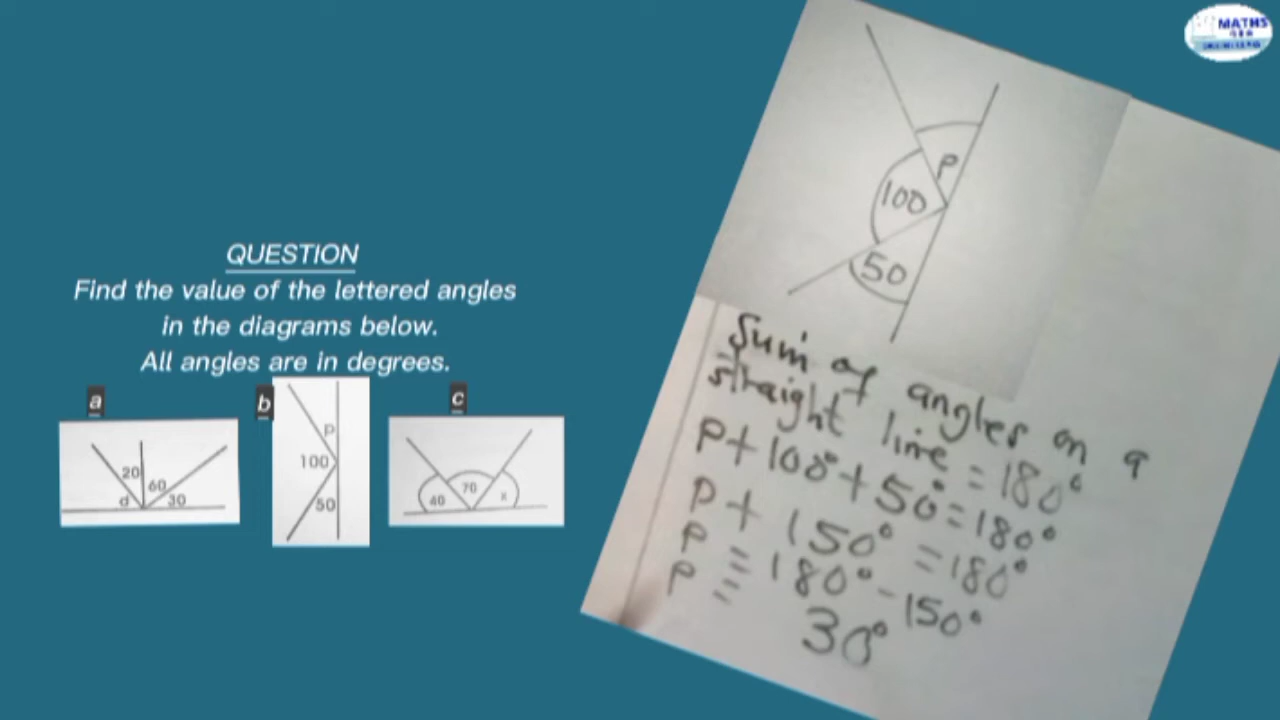 MATHS
QUESTION
Find the value of the lettered angles
in the diagrams below.
All angles are in degrees.
a
20
60
d
30
b
P
100
50
c
40
70
x
P
100
50
Sum of angles on a
straight line = 180°
P + 100° + 50° = 180°
P + 150° = 180°
P = 180° - 150°
P = 30°